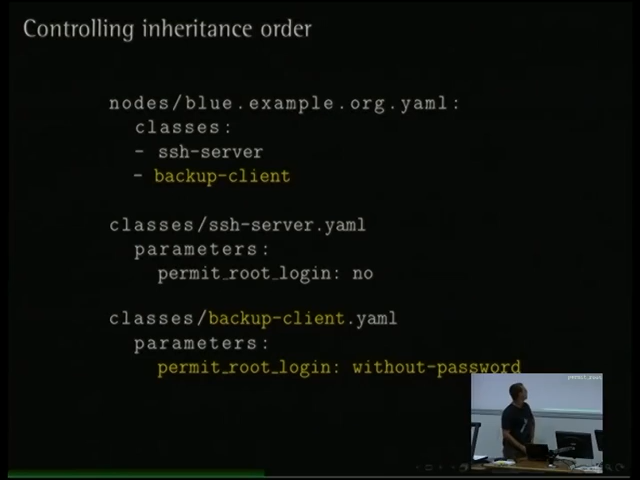 Controlling inheritance order
nodes/blue.example.org.yaml:
classes:
- ssh-server
- backup-client
classes/ssh-server.yaml
parameters:
permit_root_login: no
classes/backup-client.yaml
parameters:
permit_root_login: without-password